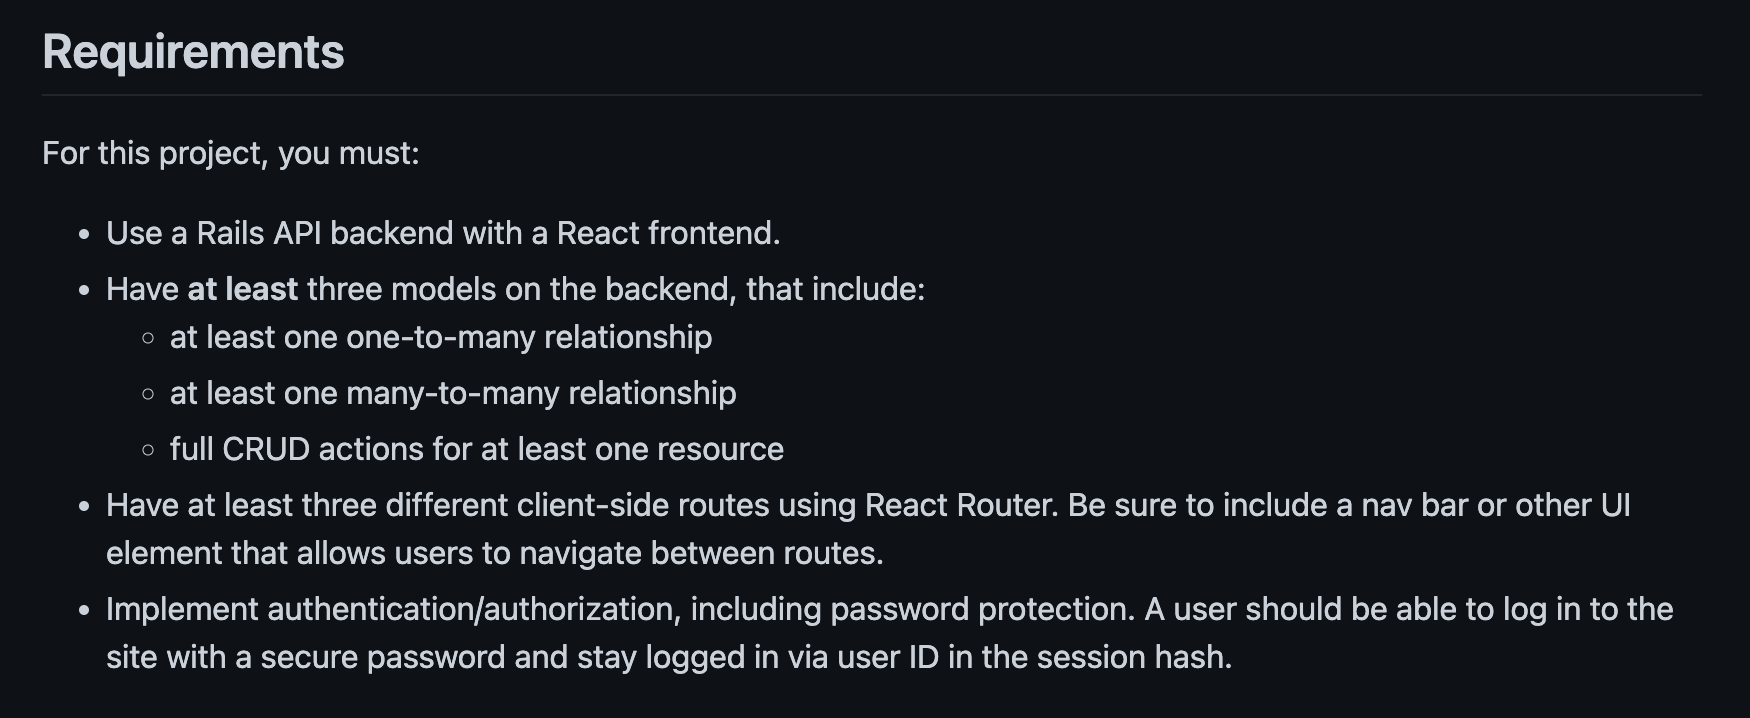 Requirements
For this project, you must:
• Use a Rails API backend with a React frontend.
• Have at least three models on the backend, that include:
◦ at least one one-to-many relationship
◦ at least one many-to-many relationship
◦ full CRUD actions for at least one resource
• Have at least three different client-side routes using React Router. Be sure to include a nav bar or other UI
element that allows users to navigate between routes.
• Implement authentication/authorization, including password protection. A user should be able to log in to the
site with a secure password and stay logged in via user ID in the session hash.